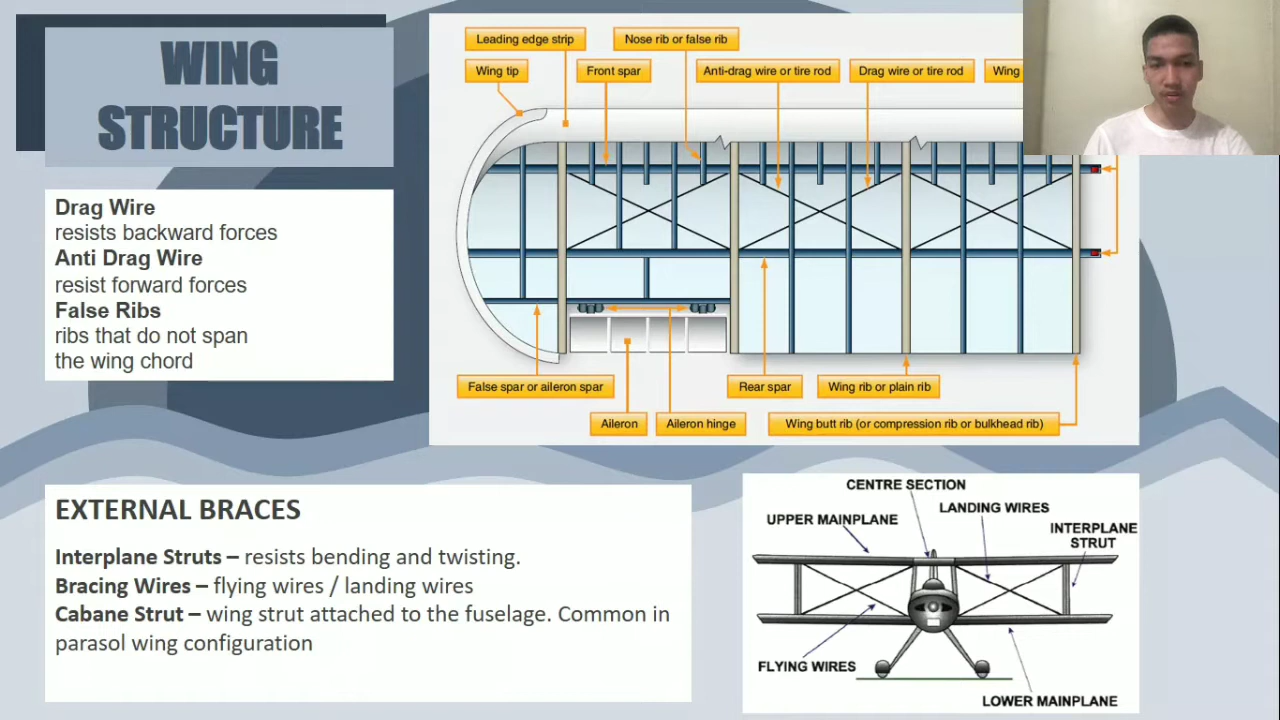 WING
STRUCTURE
Drag Wire
resists backward forces
Anti Drag Wire
resist forward forces
False Ribs
ribs that do not span
the wing chord
Leading edge strip
Nose rib or false rib
Wing tip
Front spar
Anti-drag wire or tire rod
Drag wire or tire rod
Wing
False spar or aileron spar
Rear spar
Wing rib or plain rib
Aileron
Aileron hinge
Wing butt rib (or compression rib or bulkhead rib)
EXTERNAL BRACES
Interplane Struts – resists bending and twisting.
Bracing Wires – flying wires / landing wires
Cabane Strut – wing strut attached to the fuselage. Common in
parasol wing configuration
CENTRE SECTION
LANDING WIRES
UPPER MAINPLANE
INTERPLANE
STRUT
FLYING WIRES
LOWER MAINPLANE